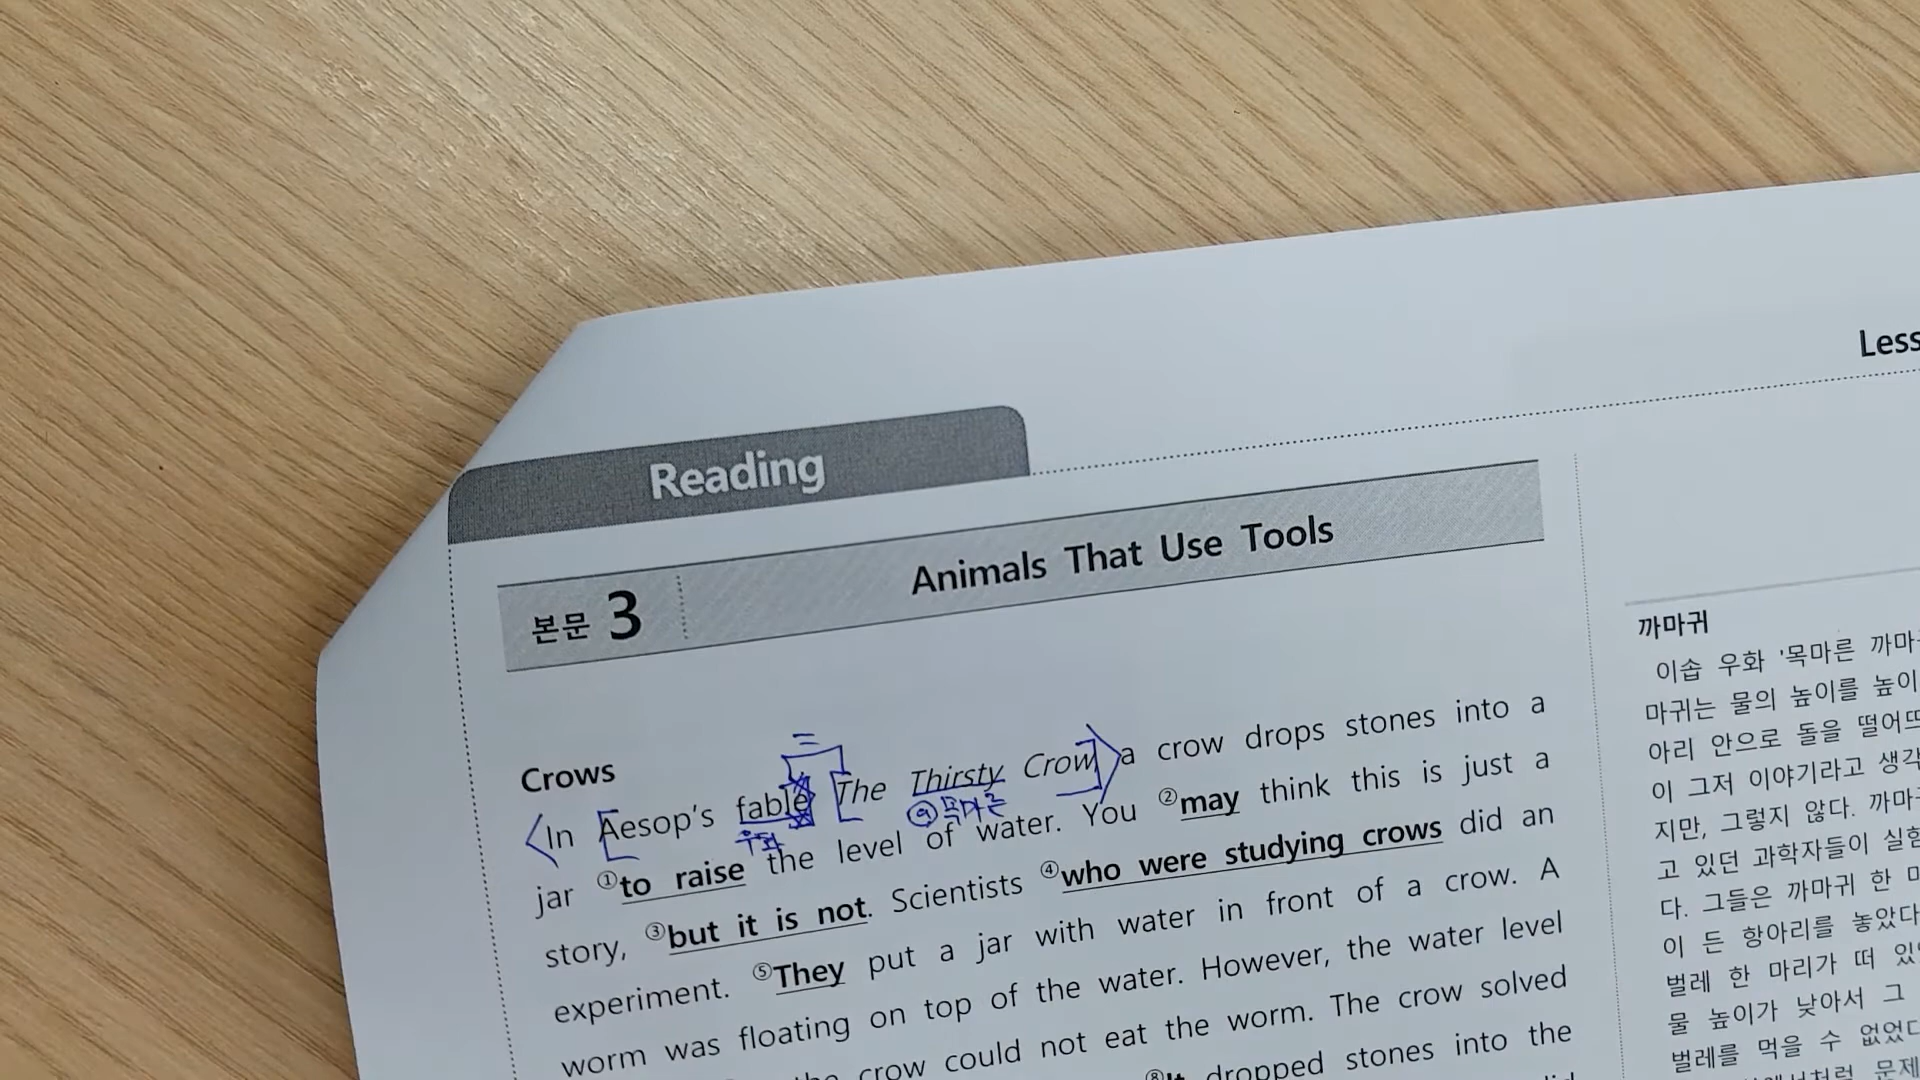 Less
Reading
본문 3 Animals That Use Tools
Crows
In Aesop's fable The Thirsty Crow a crow drops stones into a
우화 ⓐ 목마른
jar ①to raise the level of water. You ②may think this is just a
story, ③but it is not. Scientists ④who were studying crows did an
experiment. ⑤They put a jar with water in front of a crow. A
worm was floating on top of the water. However, the water level
crow could not eat the worm. The crow solved
⑧It dropped stones into the
까마귀
이솝 우화 '목마른 까마
마귀는 물의 높이를 높이
아리 안으로 돌을 떨어뜨
이 그저 이야기라고 생각
지만, 그렇지 않다. 까마
고 있던 과학자들이 실험
다. 그들은 까마귀 한 마
이 든 항아리를 놓았다
벌레 한 마리가 떠 있
물 높이가 낮아서 그
벌레를 먹을 수 없었다
문제